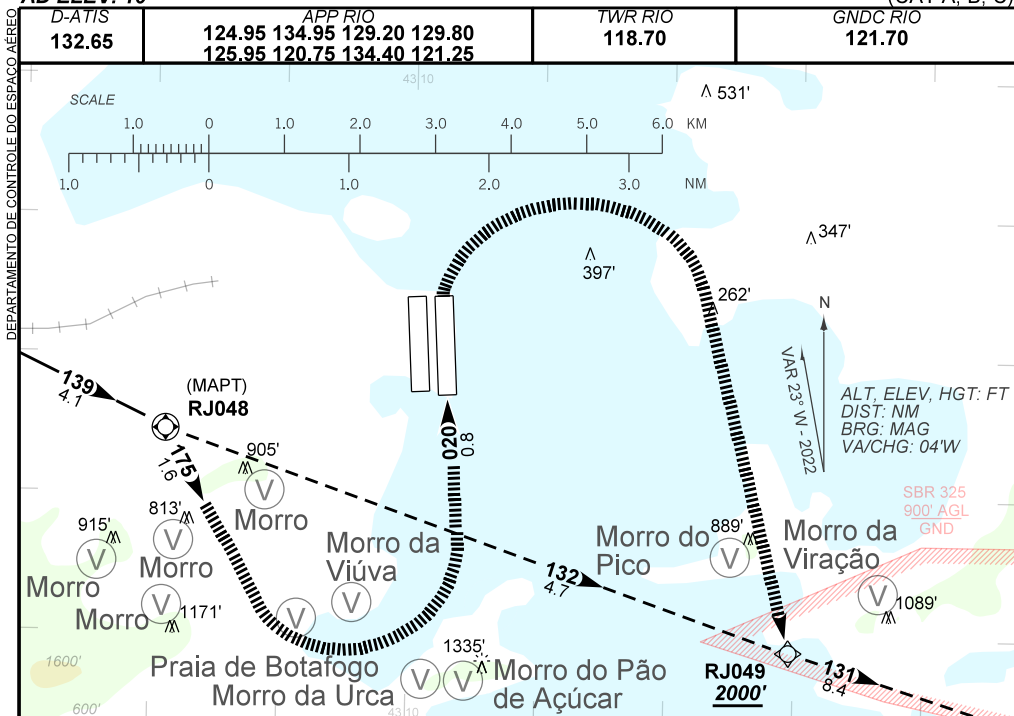 AD ELEV. 10
(CAT A, B, C)
D-ATIS
132.65
APP RIO
124.95 134.95 129.20 129.80
125.95 120.75 134.40 121.25
TWR RIO
118.70
GNDC RIO
121.70
DEPARTAMENTO DE CONTROLE DO ESPAÇO AÉREO
43 10
SCALE
1.0 0 1.0 2.0 3.0 4.0 5.0 6.0 KM
1.0 0 1.0 2.0 3.0 NM
531'
347'
397'
262'
N
VAR 23° W - 2022
ALT, ELEV, HGT: FT
DIST: NM
BRG: MAG
VA/CHG: 04'W
139
4.1
(MAPT)
RJ048
175
1.6
020
0.8
905'
V
Morro
813'
V
Morro
915'
V
Morro
V
Morro
1171'
Morro da
Viúva
V
V
Praia de Botafogo
Morro da Urca
V
V
1335'
Morro do Pão
de Açúcar
132
4.7
Morro do
Pico
889'
V
Morro da
Viração
V
1089'
SBR 325
900' AGL
GND
RJ049
2000'
131
8.4
1600'
600'
43 10